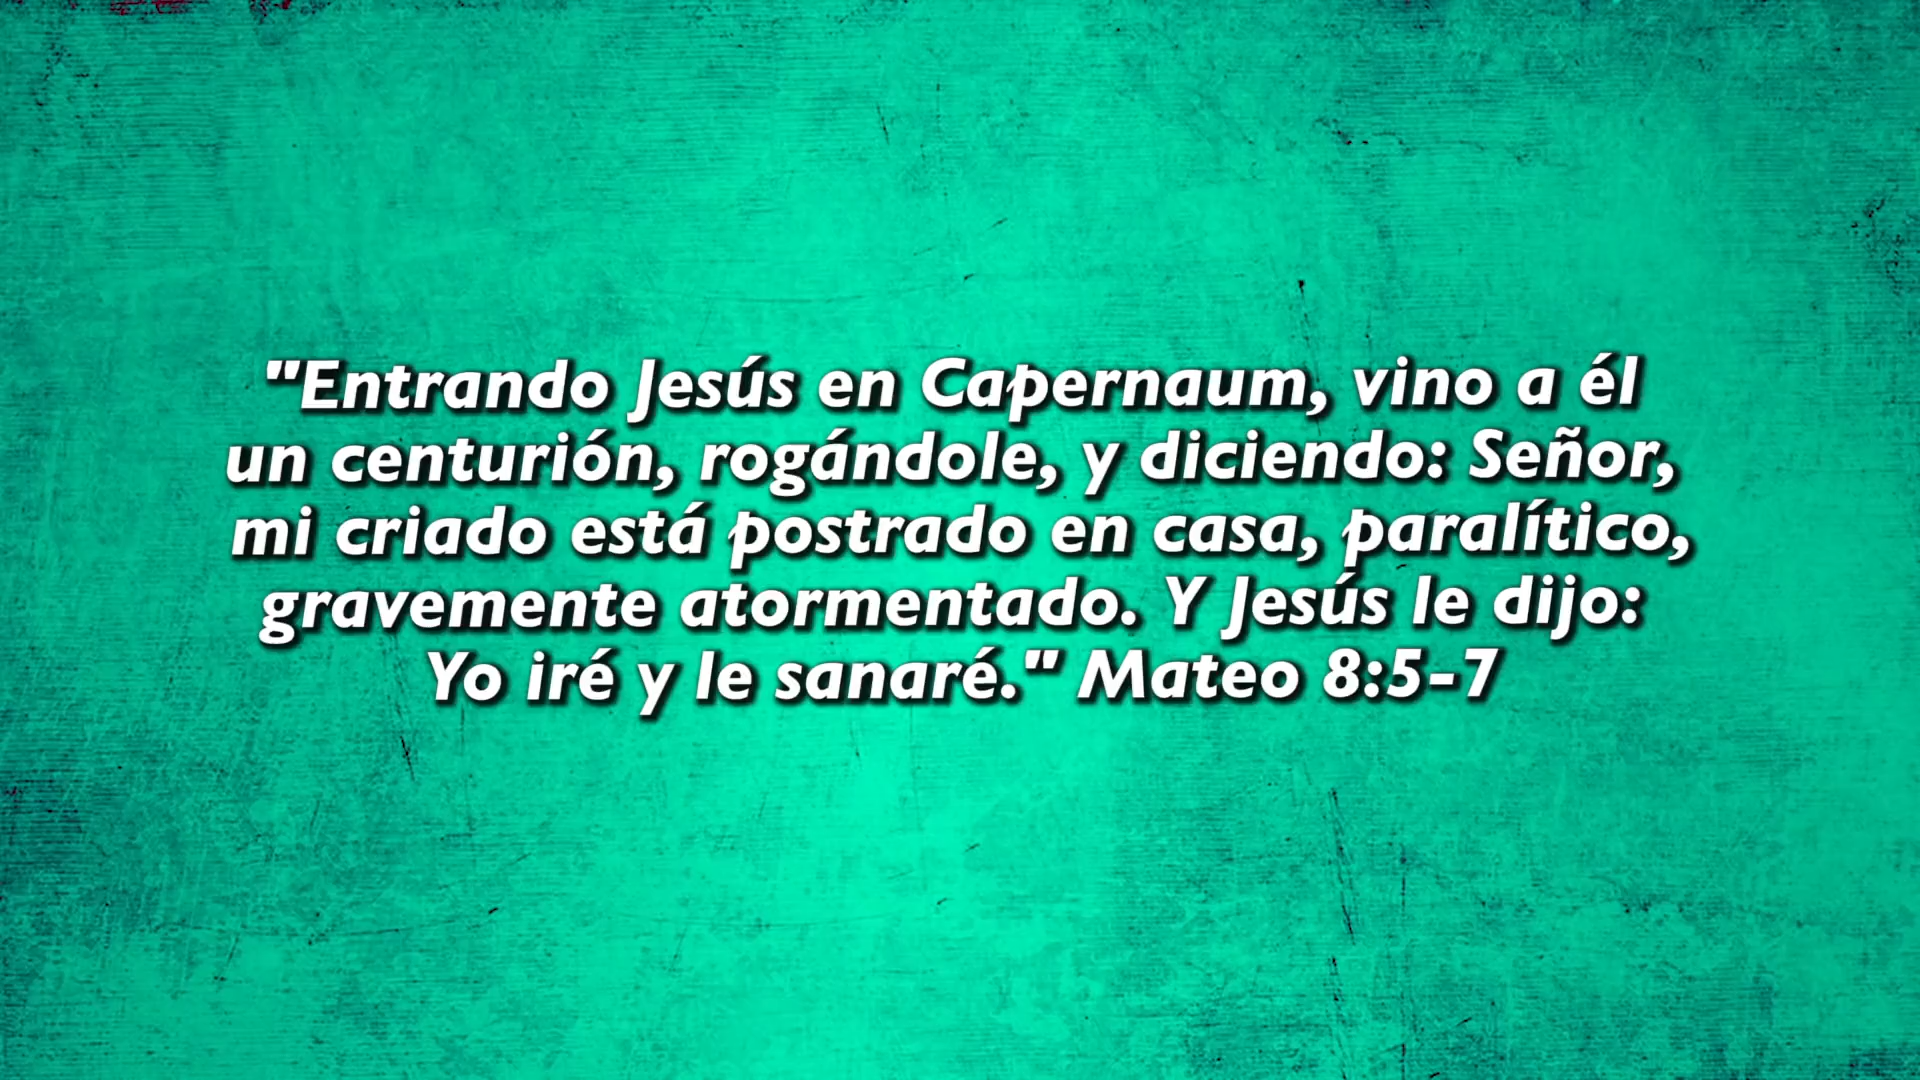 "Entrando Jesús en Capernaum, vino a él
un centurión, rogándole, y diciendo: Señor,
mi criado está postrado en casa, paralítico,
gravemente atormentado. Y Jesús le dijo:
Yo iré y le sanaré." Mateo 8:5-7